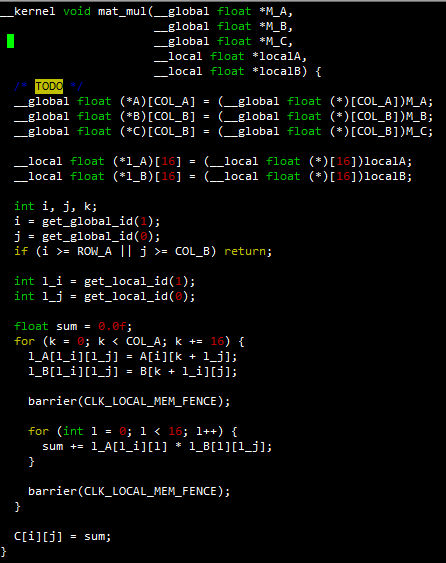 __kernel void mat_mul(__global float *M_A,
                      __global float *M_B,
                      __global float *M_C,
                      __local float *localA,
                      __local float *localB) {
  /* TODO */
  __global float (*A)[COL_A] = (__global float (*)[COL_A])M_A;
  __global float (*B)[COL_B] = (__global float (*)[COL_B])M_B;
  __global float (*C)[COL_B] = (__global float (*)[COL_B])M_C;

  __local float (*l_A)[16] = (__local float (*)[16])localA;
  __local float (*l_B)[16] = (__local float (*)[16])localB;

  int i, j, k;
  i = get_global_id(1);
  j = get_global_id(0);
  if (i >= ROW_A || j >= COL_B) return;

  int l_i = get_local_id(1);
  int l_j = get_local_id(0);

  float sum = 0.0f;
  for (k = 0; k < COL_A; k += 16) {
    l_A[l_i][l_j] = A[i][k + l_j];
    l_B[l_i][l_j] = B[k + l_i][j];

    barrier(CLK_LOCAL_MEM_FENCE);

    for (int l = 0; l < 16; l++) {
      sum += l_A[l_i][l] * l_B[l][l_j];
    }

    barrier(CLK_LOCAL_MEM_FENCE);
  }

  C[i][j] = sum;
}